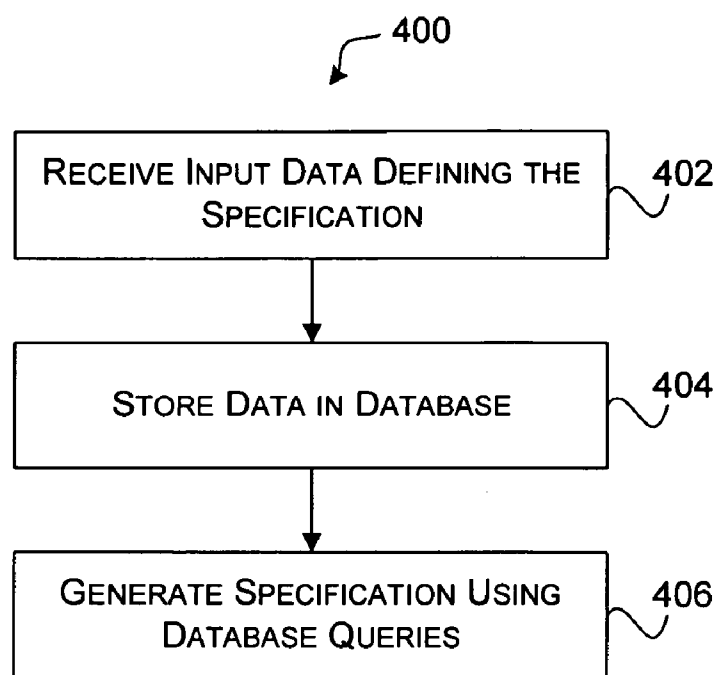 400
RECEIVE INPUT DATA DEFINING THE
SPECIFICATION
402
STORE DATA IN DATABASE
404
GENERATE SPECIFICATION USING
DATABASE QUERIES
406